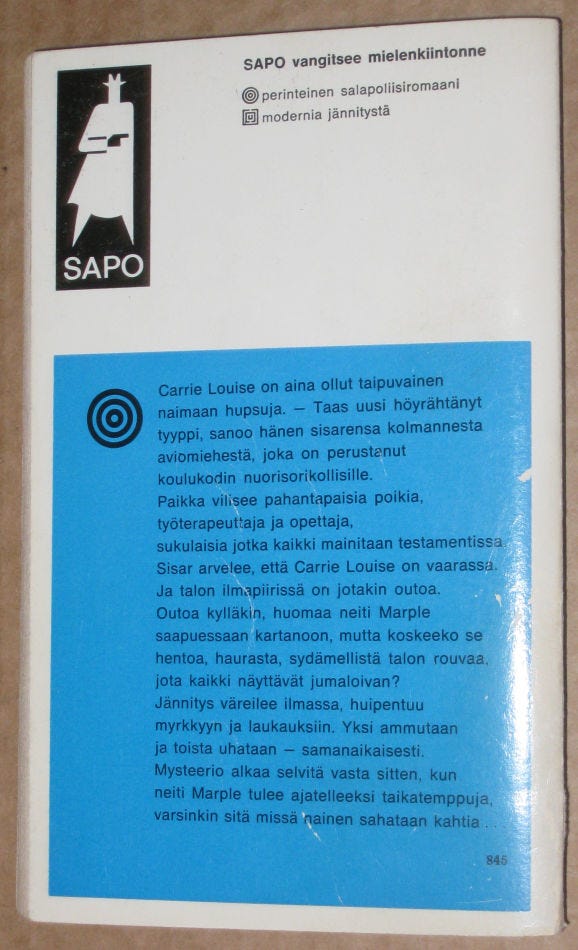 SAPO vangitsee mielenkiintonne
perinteinen salapoliisiromaani
modernia jännitystä
SAPO
Carrie Louise on aina ollut taipuvainen
naimaan hupsuja. — Taas uusi höyrähtänyt
tyyppi, sanoo hänen sisarensa kolmannesta
aviomiehestä, joka on perustanut
koulukodin nuorisorikollisille.
Paikka vilisee pahantapaisia poikia,
työterapeuttaja ja opettaja,
sukulaisia jotka kaikki mainitaan testamentissa.
Sisar arvelee, että Carrie Louise on vaarassa.
Ja talon ilmapiirissä on jotakin outoa.
Outoa kylläkin, huomaa neiti Marple
saapuessaan kartanoon, mutta koskeeko se
hentoa, haurasta, sydämellistä talon rouvaa,
jota kaikki näyttävät jumaloivan?
Jännitys väreilee ilmassa, huipentuu
myrkkyyn ja laukauksiin. Yksi ammutaan
ja toista uhataan — samanaikaisesti.
Mysteerio alkaa selvitä vasta sitten, kun
neiti Marple tulee ajatelleeksi taikatemppuja,
varsinkin sitä missä nainen sahataan kahtia...
845